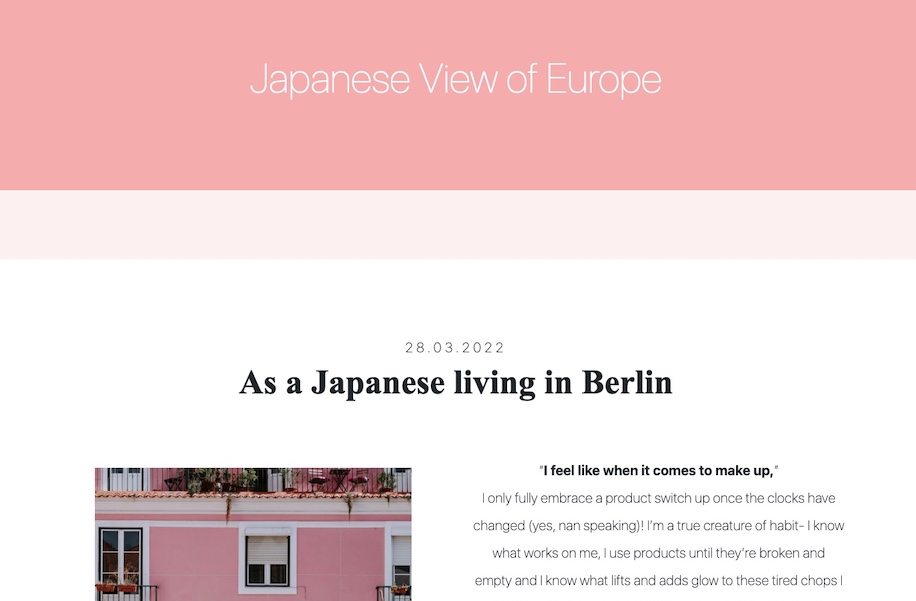 Japanese View of Europe
28.03.2022
As a Japanese living in Berlin
"I feel like when it comes to make up,"
I only fully embrace a product switch up once the clocks have
changed (yes, nan speaking)! I'm a true creature of habit- I know
what works on me, I use products until they're broken and
empty and I know what lifts and adds glow to these tired chops I